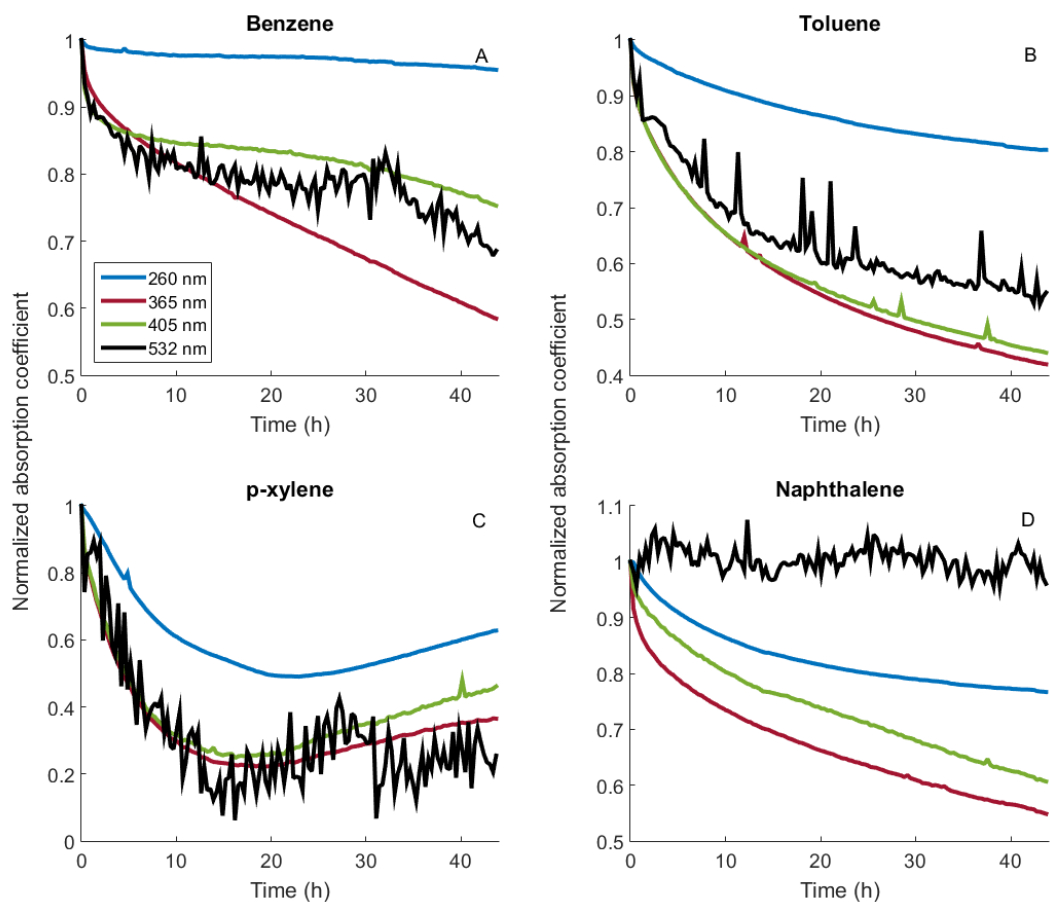 Benzene
A
1
0.9
0.8
0.7
0.6
0.5
260 nm
365 nm
405 nm
532 nm
0 10 20 30 40
Time (h)
Normalized absorption coefficient
Toluene
B
1
0.9
0.8
0.7
0.6
0.5
0.4
0 10 20 30 40
Time (h)
Normalized absorption coefficient
p-xylene
C
1
0.8
0.6
0.4
0.2
0
0 10 20 30 40
Time (h)
Naphthalene
D
1.1
1
0.9
0.8
0.7
0.6
0.5
0 10 20 30 40
Time (h)